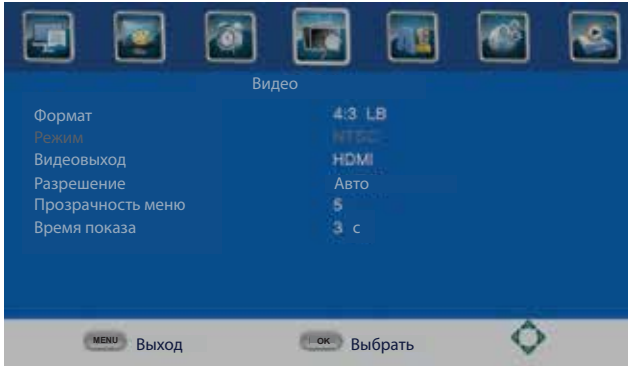 Видео
Формат 4:3 LB
Режим NTSC
Видеовыход HDMI
Разрешение Авто
Прозрачность меню 5
Время показа 3 с
MENU Выход OK Выбрать